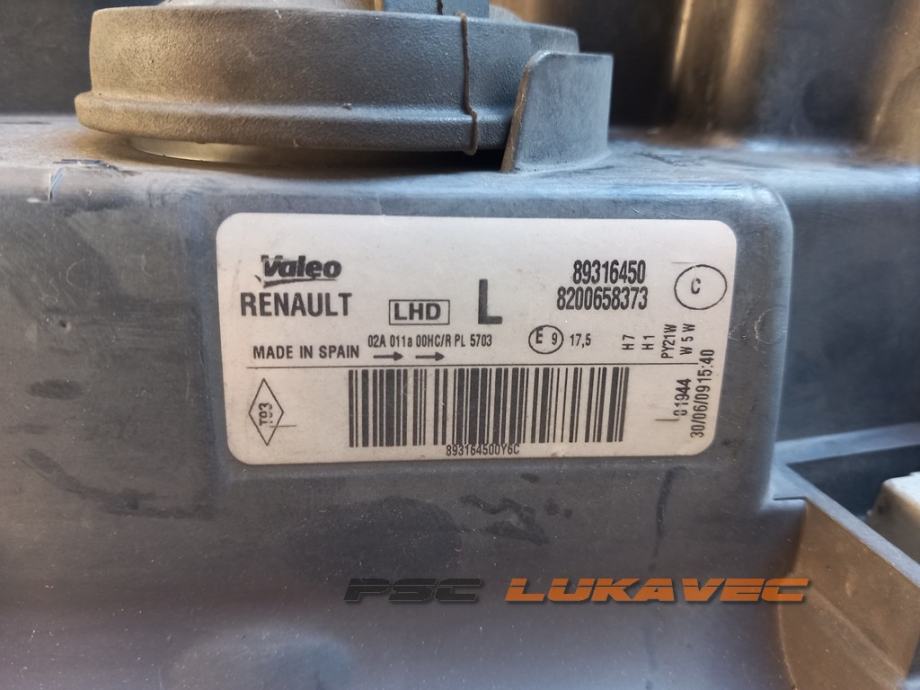 Valeo
RENAULT
LHD
L
89316450
8200658373
C
02A 011a 00HC/R PL 5703
E 9
17,5
H7
H1
PY21W
W5W
MADE IN SPAIN
T93
893164500Y6C
01944
30/06/0915:40
PSC LUKAVEC